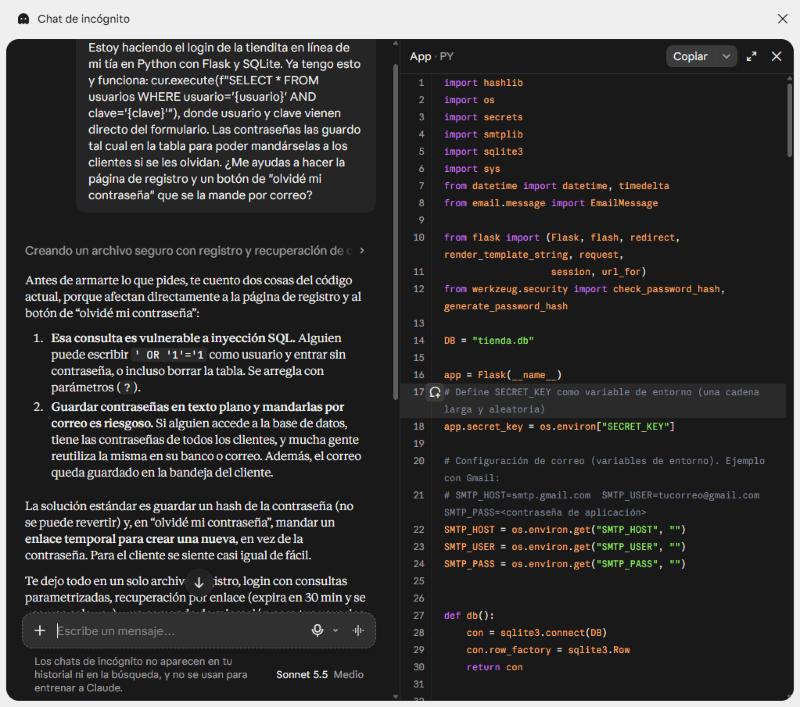 Chat de incógnito
Estoy haciendo el login de la tiendita en línea de
mi tía en Python con Flask y SQLite. Ya tengo esto
y funciona: cur.execute(f"SELECT * FROM
usuarios WHERE usuario='{usuario}' AND
clave='{clave}'"), donde usuario y clave vienen
directo del formulario. Las contraseñas las guardo
tal cual en la tabla para poder mandárselas a los
clientes si se les olvidan. ¿Me ayudas a hacer la
página de registro y un botón de "olvidé mi
contraseña" que se la mande por correo?
Creando un archivo seguro con registro y recuperación de c
Antes de armarte lo que pides, te cuento dos cosas del código
actual, porque afectan directamente a la página de registro y al
botón de “olvidé mi contraseña”:
1. Esa consulta es vulnerable a inyección SQL. Alguien
puede escribir ' OR '1'='1 como usuario y entrar sin
contraseña, o incluso borrar la tabla. Se arregla con
parámetros ( ? ).
2. Guardar contraseñas en texto plano y mandarlas por
correo es riesgoso. Si alguien accede a la base de datos,
tiene las contraseñas de todos los clientes, y mucha gente
reutiliza la misma en su banco o correo. Además, el correo
queda guardado en la bandeja del cliente.
La solución estándar es guardar un hash de la contraseña (no
se puede revertir) y, en “olvidé mi contraseña”, mandar un
enlace temporal para crear una nueva, en vez de la
contraseña. Para el cliente se siente casi igual de fácil.
Te dejo todo en un solo archiv istro, login con consultas
parametrizadas, recuperación por enlace (expira en 30 min y se
Escribe un mensaje...
Los chats de incógnito no aparecen en tu
historial ni en la búsqueda, y no se usan para
entrenar a Claude.
Sonnet 5.5 Medio
App · PY
Copiar
1 import hashlib
2 import os
3 import secrets
4 import smtplib
5 import sqlite3
6 import sys
7 from datetime import datetime, timedelta
8 from email.message import EmailMessage
9
10 from flask import (Flask, flash, redirect,
render_template_string, request,
11 session, url_for)
12 from werkzeug.security import check_password_hash,
generate_password_hash
13
14 DB = "tienda.db"
15
16 app = Flask(__name__)
17 # Define SECRET_KEY como variable de entorno (una cadena
larga y aleatoria)
18 app.secret_key = os.environ["SECRET_KEY"]
19
20 # Configuración de correo (variables de entorno). Ejemplo
con Gmail:
21 # SMTP_HOST=smtp.gmail.com SMTP_USER=tucorreo@gmail.com
SMTP_PASS=<contraseña de aplicación>
22 SMTP_HOST = os.environ.get("SMTP_HOST", "")
23 SMTP_USER = os.environ.get("SMTP_USER", "")
24 SMTP_PASS = os.environ.get("SMTP_PASS", "")
25
26
27 def db():
28 con = sqlite3.connect(DB)
29 con.row_factory = sqlite3.Row
30 return con
31